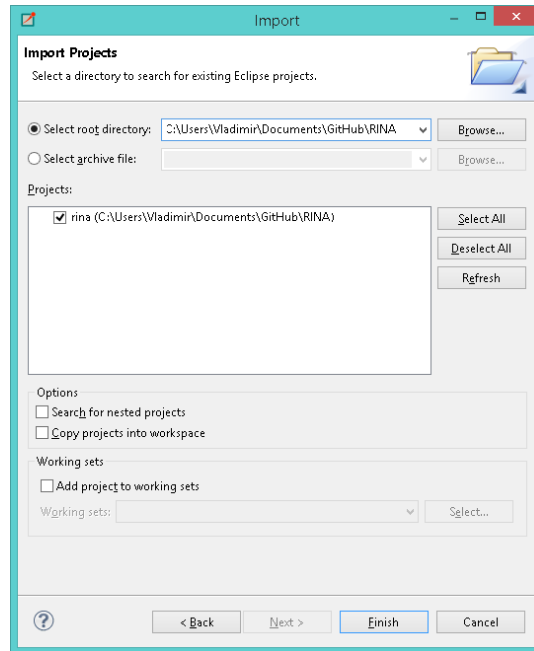 Import
Import Projects
Select a directory to search for existing Eclipse projects.
Select root directory: C:\Users\Vladimir\Documents\GitHub\RINA Browse...
Select archive file: Browse...
Projects:
rina (C:\Users\Vladimir\Documents\GitHub\RINA) Select All
Deselect All
Refresh
Options
Search for nested projects
Copy projects into workspace
Working sets
Add project to working sets
Working sets: Select...
< Back Next > Finish Cancel